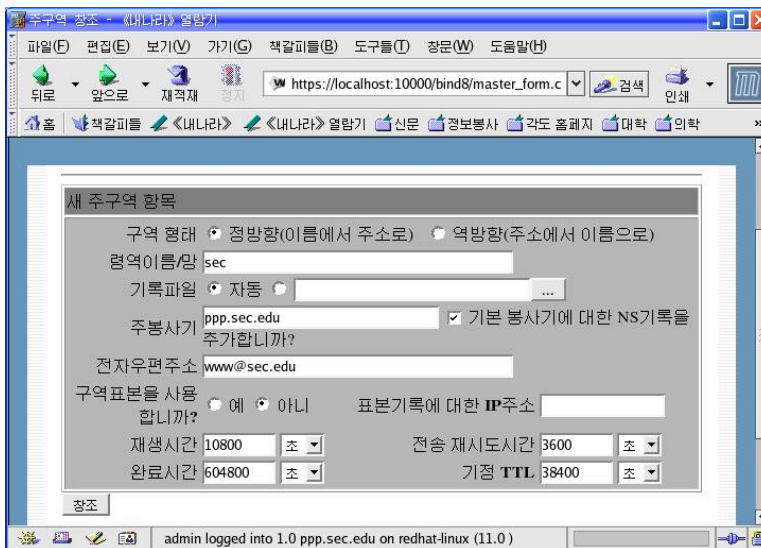 주구역 창조 - 《내나라》 열람기
파일(F) 편집(E) 보기(V) 가기(G) 책갈피들(B) 도구들(T) 창문(W) 도움말(H)
뒤로 앞으로 재적재 정지 https://localhost:10000/bind8/master_form.c 검색 인쇄
홈 책갈피들 《내나라》 《내나라》 열람기 신문 정보봉사 각도 홈페지 대학 의학 »
새 주구역 항목
구역 형태 정방향(이름에서 주소로) 역방향(주소에서 이름으로)
령역이름/망 sec
기록파일 자동 ...
주봉사기 ppp.sec.edu 기본 봉사기에 대한 NS기록을
추가합니까?
전자우편주소 www@sec.edu
구역표본을 사용
합니까? 예 아니 표본기록에 대한 IP주소
재생시간 10800 초 전송 재시도시간 3600 초
완료시간 604800 초 기정 TTL 38400 초
창조
admin logged into 1.0 ppp.sec.edu on redhat-linux (11.0 )